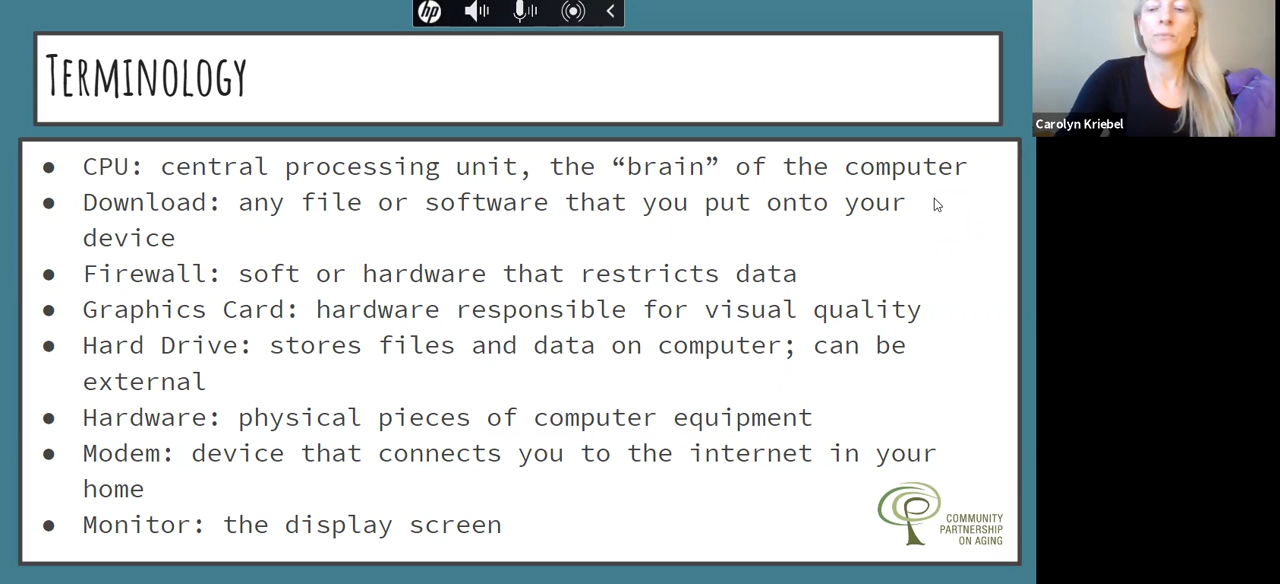 hp
Terminology
Carolyn Kriebel
● CPU: central processing unit, the “brain” of the computer
● Download: any file or software that you put onto your
device
● Firewall: soft or hardware that restricts data
● Graphics Card: hardware responsible for visual quality
● Hard Drive: stores files and data on computer; can be
external
● Hardware: physical pieces of computer equipment
● Modem: device that connects you to the internet in your
home
● Monitor: the display screen
COMMUNITY
PARTNERSHIP
ON AGING